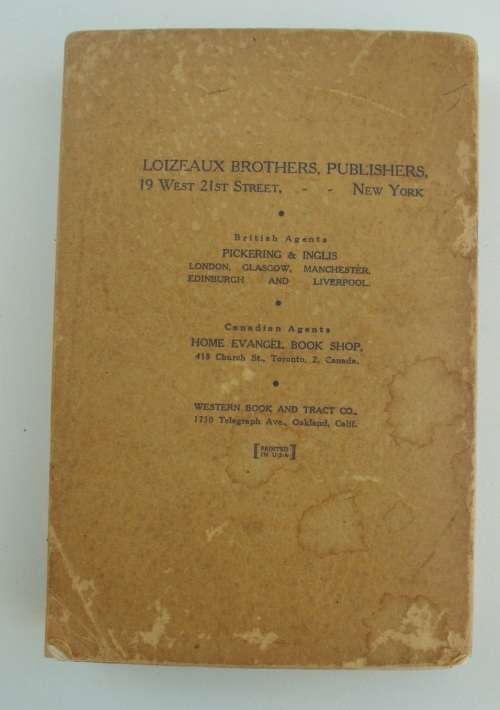 LOIZEAUX BROTHERS, PUBLISHERS,
19 WEST 21ST STREET, - - NEW YORK
•
British Agents
PICKERING & INGLIS
LONDON, GLASGOW, MANCHESTER,
EDINBURGH AND LIVERPOOL.
•
Canadian Agents
HOME EVANGEL BOOK SHOP,
418 Church St., Toronto, 2, Canada.
•
WESTERN BOOK AND TRACT CO.,
1730 Telegraph Ave., Oakland, Calif.
[PRINTED
IN U.S.A]